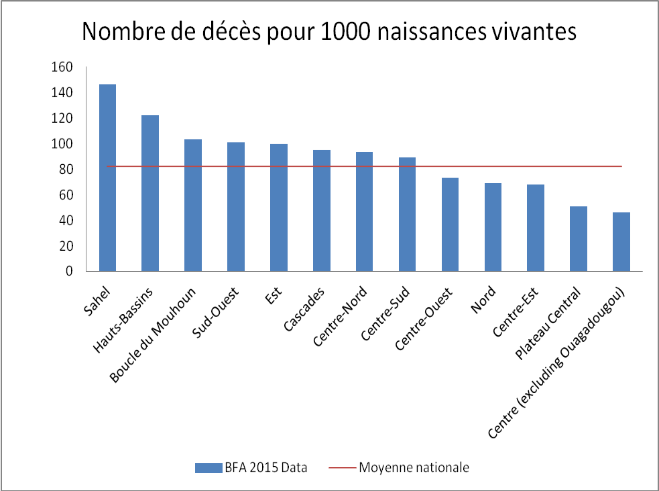 Nombre de décès pour 1000 naissances vivantes
160
140
120
100
80
60
40
20
0
Sahel
Hauts-Bassins
Boucle du Mouhoun
Sud-Ouest
Est
Cascades
Centre-Nord
Centre-Sud
Centre-Ouest
Nord
Centre-Est
Plateau Central
Centre (excluding Ouagadougou)
BFA 2015 Data
Moyenne nationale